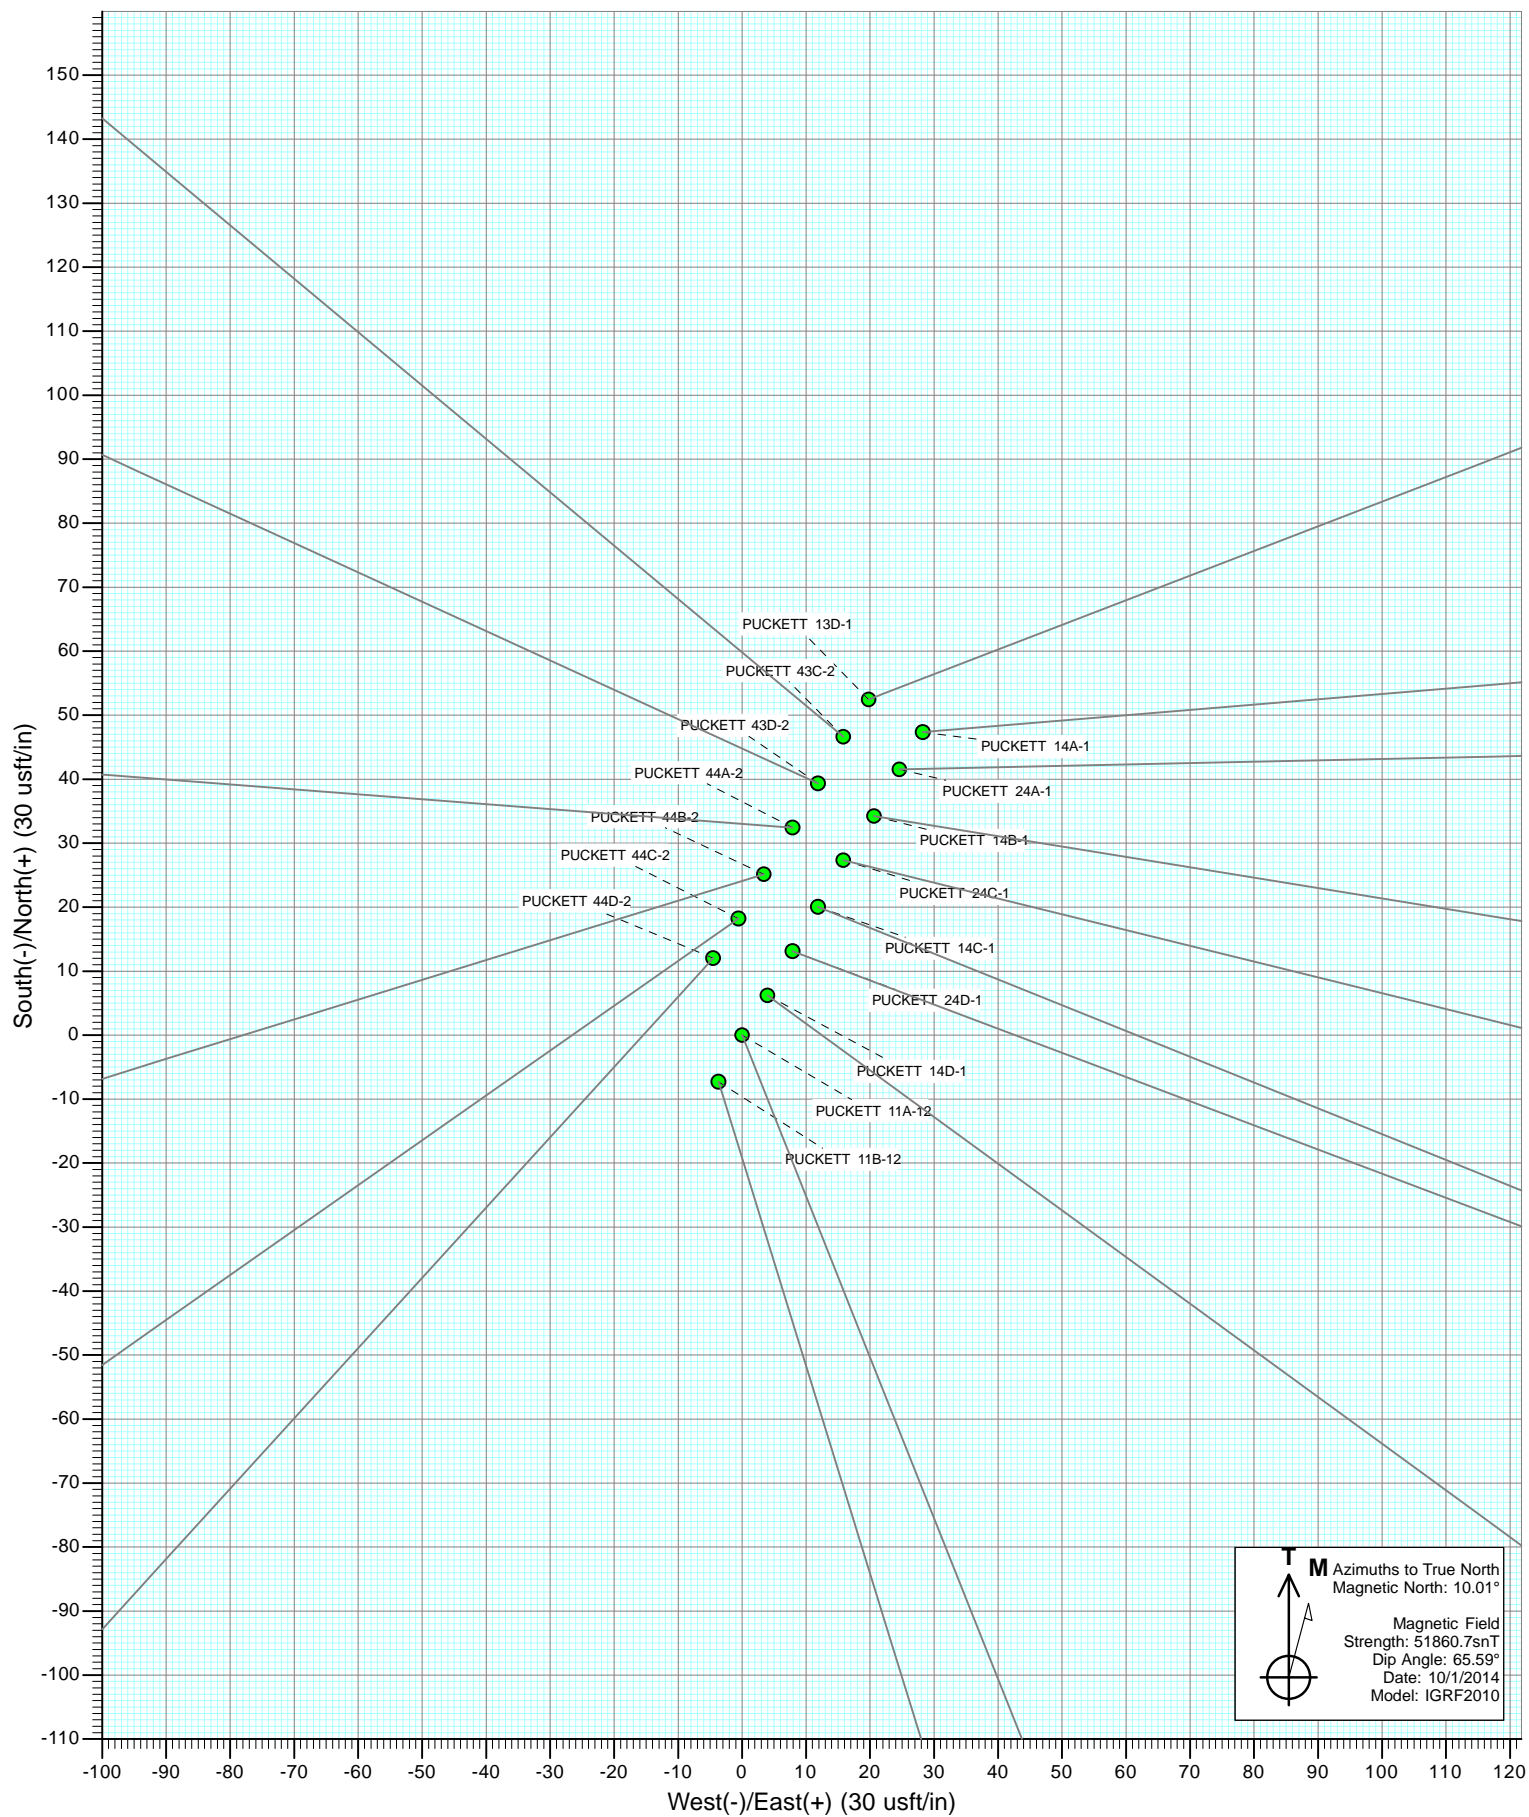 150
140
130
120
110
100
90
80
70
60
50
40
30
20
10
0
-10
-20
-30
-40
-50
-60
-70
-80
-90
-100
-110
South(-)/North(+) (30 usft/in)
PUCKETT 13D-1
PUCKETT 43C-2
PUCKETT 43D-2
PUCKETT 14A-1
PUCKETT 44A-2
PUCKETT 24A-1
PUCKETT 44B-2
PUCKETT 14B-1
PUCKETT 44C-2
PUCKETT 24C-1
PUCKETT 44D-2
PUCKETT 14C-1
PUCKETT 24D-1
PUCKETT 14D-1
PUCKETT 11A-12
PUCKETT 11B-12
T
M
Azimuths to True North
Magnetic North: 10.01°
Magnetic Field
Strength: 51860.7snT
Dip Angle: 65.59°
Date: 10/1/2014
Model: IGRF2010
-100 -90 -80 -70 -60 -50 -40 -30 -20 -10 0 10 20 30 40 50 60 70 80 90 100 110 120
West(-)/East(+) (30 usft/in)